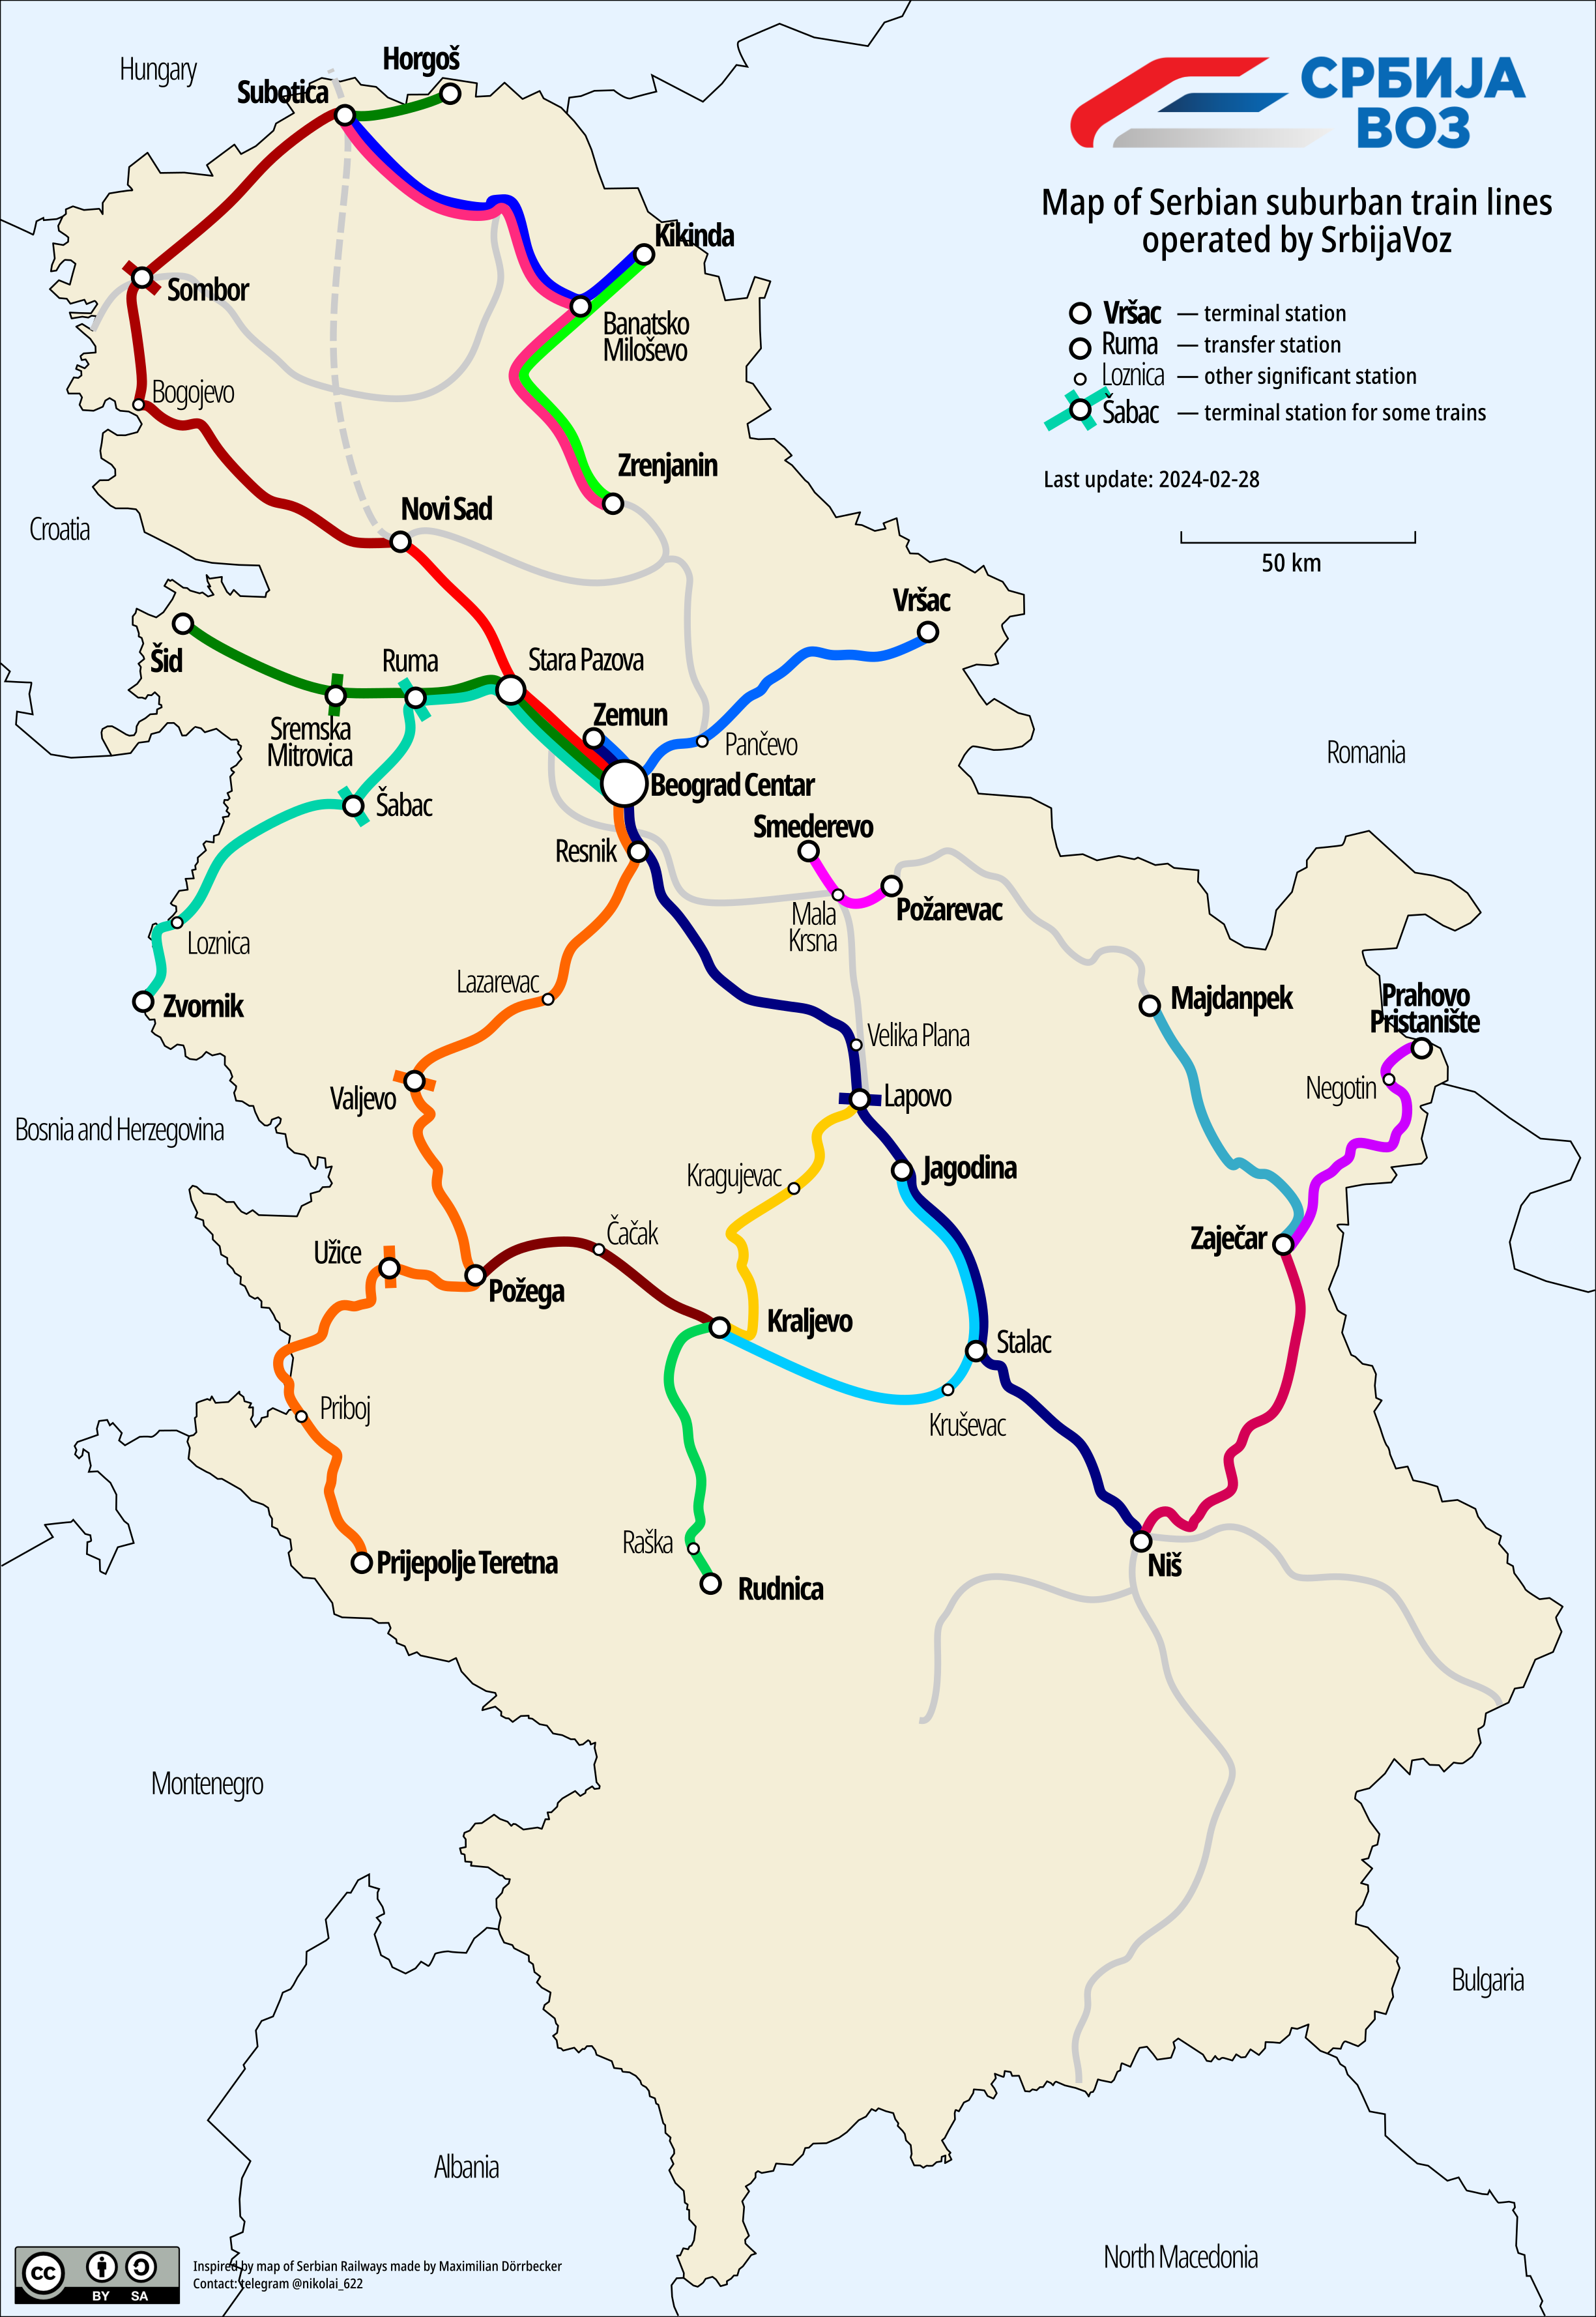 СРБИЈА
ВОЗ
Map of Serbian suburban train lines
operated by SrbijaVoz
Vršac — terminal station
Ruma — transfer station
Loznica — other significant station
Šabac — terminal station for some trains
Last update: 2024-02-28
50 km
Hungary
Horgoš
Subotica
Kikinda
Sombor
Banatsko
Miloševo
Bogojevo
Zrenjanin
Novi Sad
Croatia
Vršac
Šid
Ruma
Stara Pazova
Zemun
Sremska
Mitrovica
Pančevo
Romania
Beograd Centar
Šabac
Smederevo
Resnik
Požarevac
Mala
Krsna
Loznica
Lazarevac
Zvornik
Majdanpek
Prahovo
Pristanište
Velika Plana
Negotin
Valjevo
Lapovo
Bosnia and Herzegovina
Kragujevac
Jagodina
Čačak
Zaječar
Užice
Požega
Kraljevo
Stalac
Priboj
Kruševac
Raška
Prijepolje Teretna
Niš
Rudnica
Montenegro
Bulgaria
Albania
North Macedonia
cc
BY SA
Inspired by map of Serbian Railways made by Maximilian Dörrbecker
Contact: telegram @nikolai_622